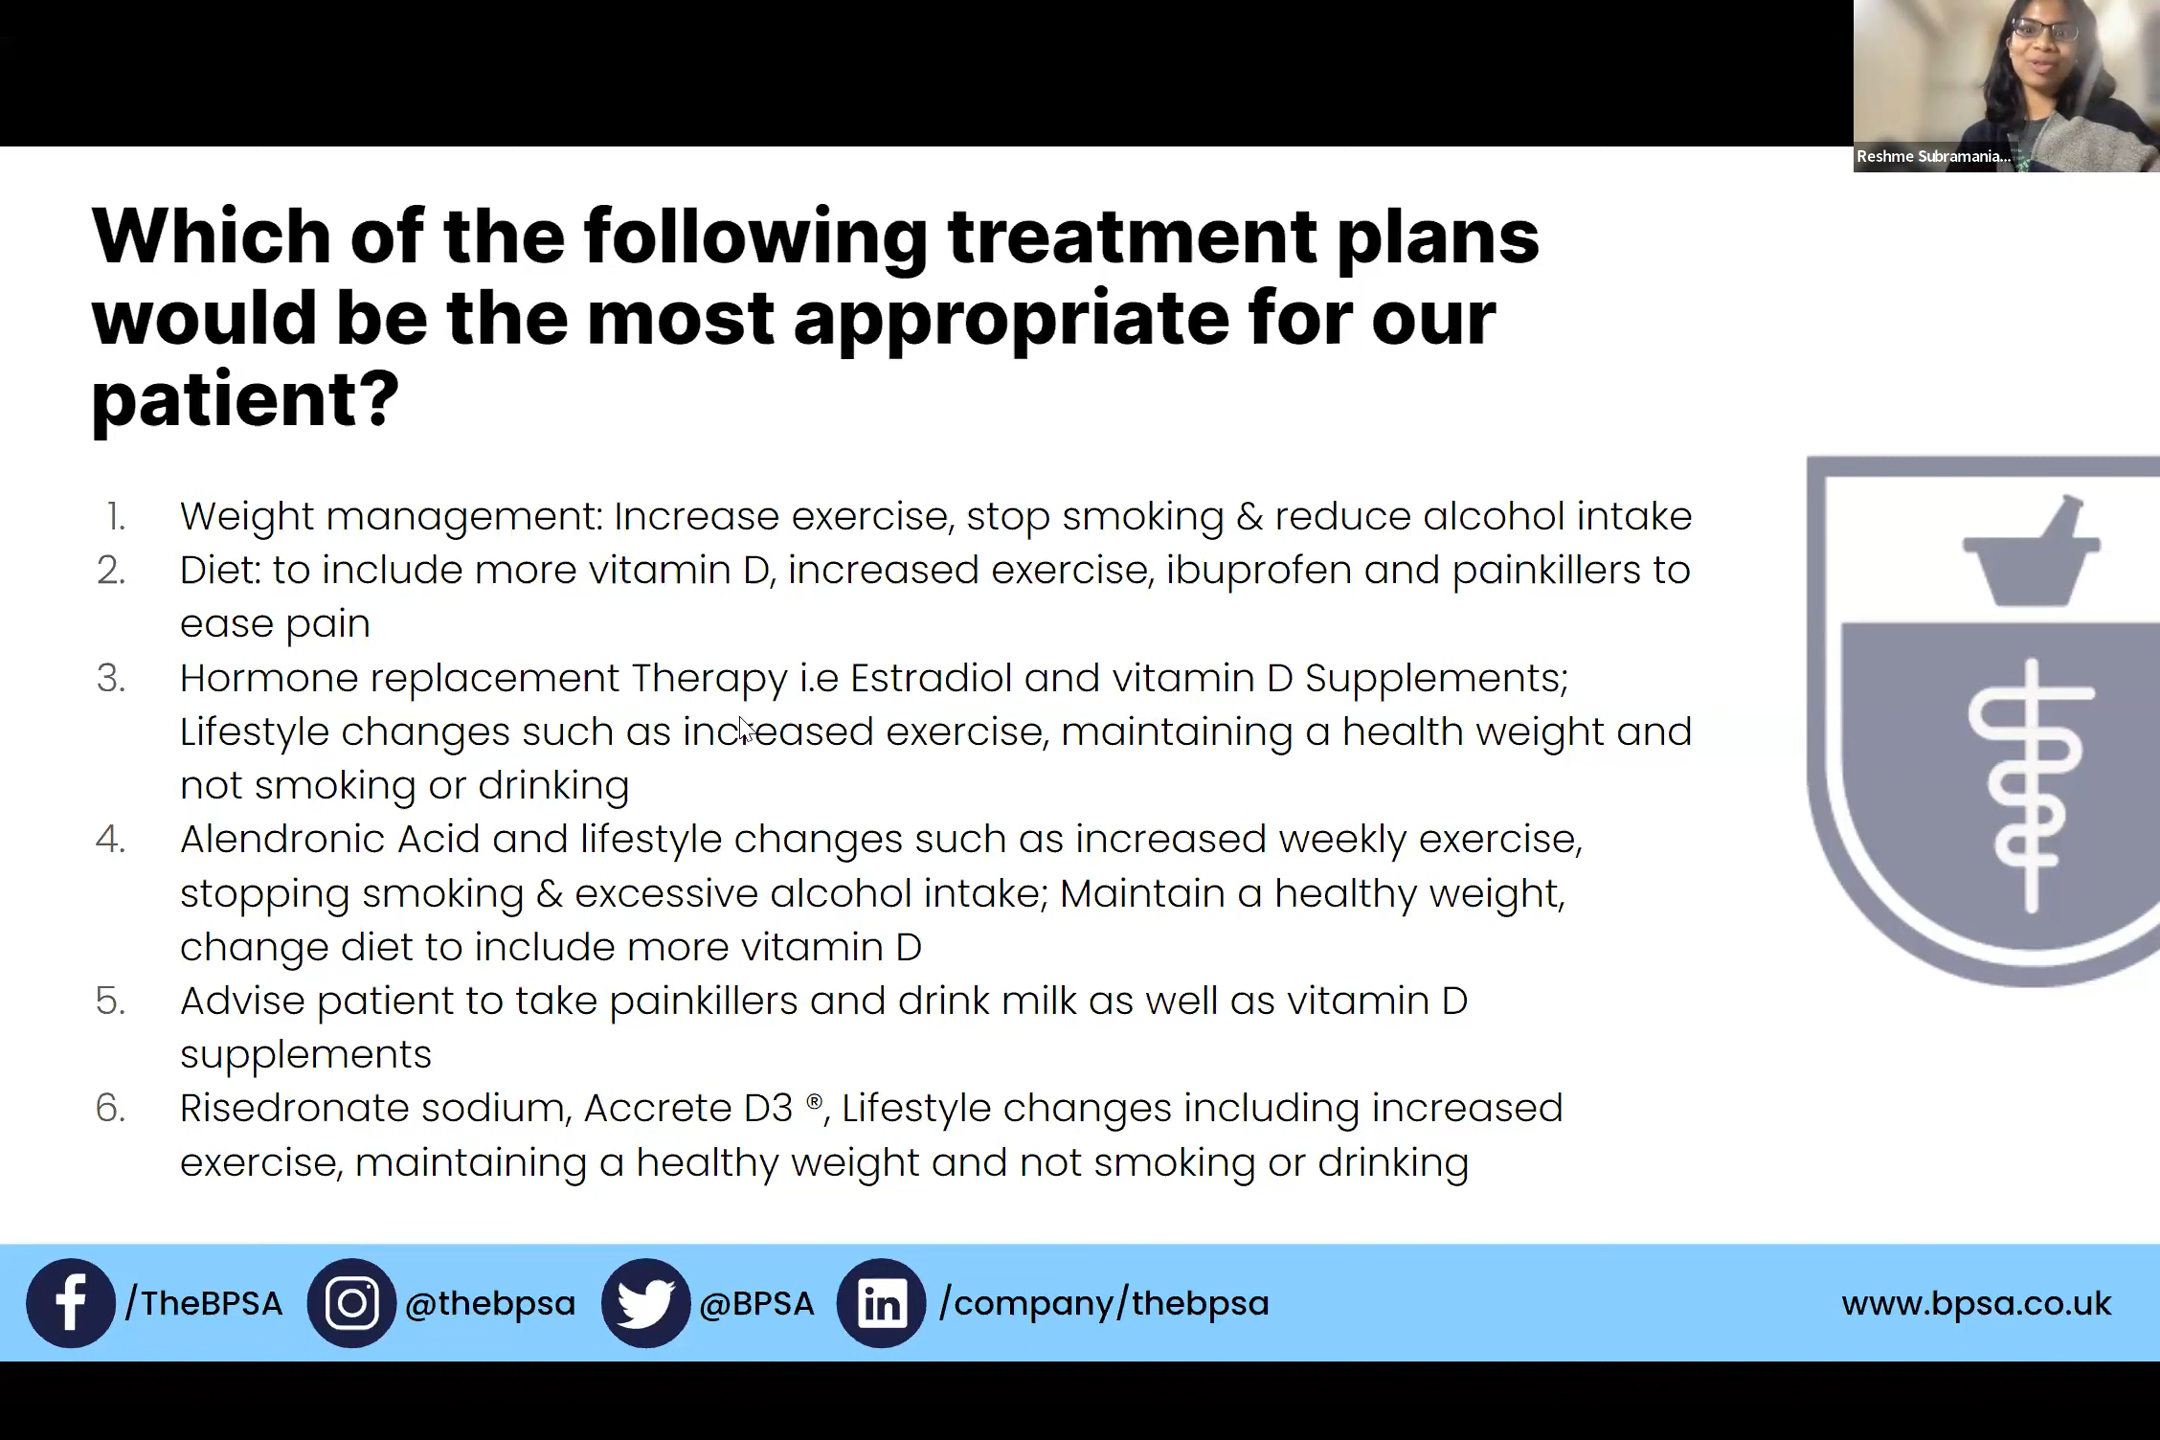 Reshme Subramania...
Which of the following treatment plans
would be the most appropriate for our
patient?
1. Weight management: Increase exercise, stop smoking & reduce alcohol intake
2. Diet: to include more vitamin D, increased exercise, ibuprofen and painkillers to
ease pain
3. Hormone replacement Therapy i.e Estradiol and vitamin D Supplements;
Lifestyle changes such as increased exercise, maintaining a health weight and
not smoking or drinking
4. Alendronic Acid and lifestyle changes such as increased weekly exercise,
stopping smoking & excessive alcohol intake; Maintain a healthy weight,
change diet to include more vitamin D
5. Advise patient to take painkillers and drink milk as well as vitamin D
supplements
6. Risedronate sodium, Accrete D3 ®, Lifestyle changes including increased
exercise, maintaining a healthy weight and not smoking or drinking
/TheBPSA @thebpsa @BPSA in /company/thebpsa www.bpsa.co.uk